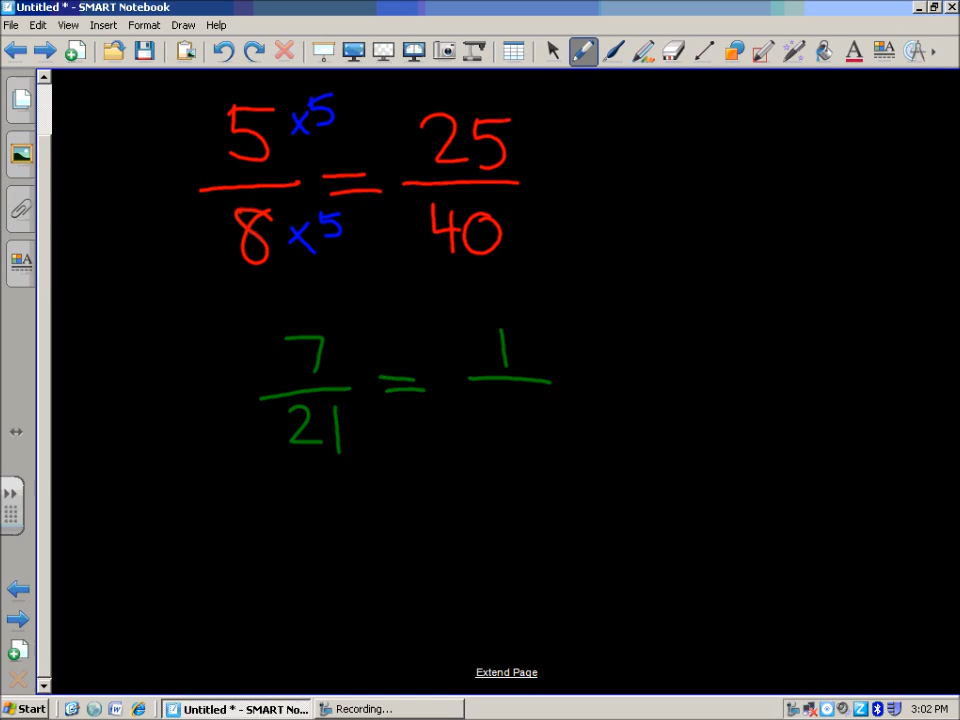 Untitled * - SMART Notebook
File Edit View Insert Format Draw Help
5 x5 = 25
8 x5 40
7 = 1
21
Extend Page
Start Untitled * - SMART No... Recording... 3:02 PM